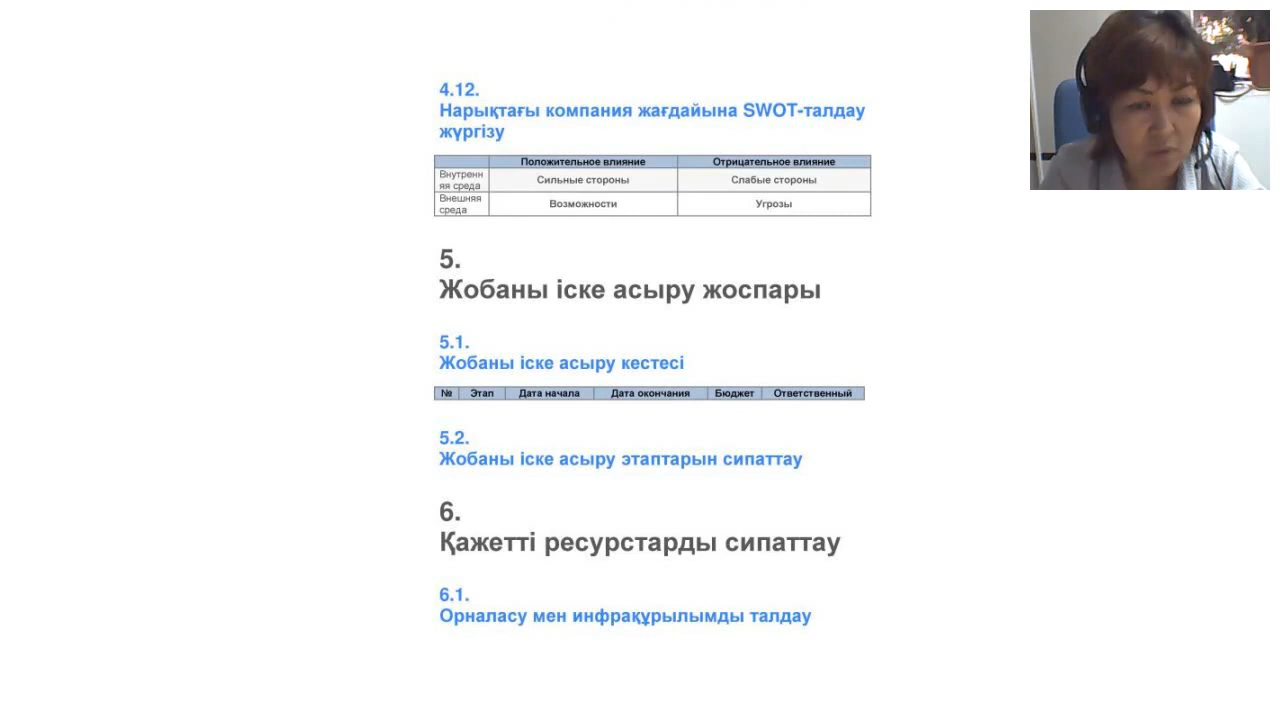 4.12.
Нарықтағы компания жағдайына SWOT-талдау
жүргізу
Положительное влияние Отрицательное влияние
Внутренн
яя среда Сильные стороны Слабые стороны
Внешняя
среда Возможности Угрозы
5.
Жобаны іске асыру жоспары
5.1.
Жобаны іске асыру кестесі
№ Этап Дата начала Дата окончания Бюджет Ответственный
5.2.
Жобаны іске асыру этаптарын сипаттау
6.
Қажетті ресурстарды сипаттау
6.1.
Орналасу мен инфрақұрылымды талдау